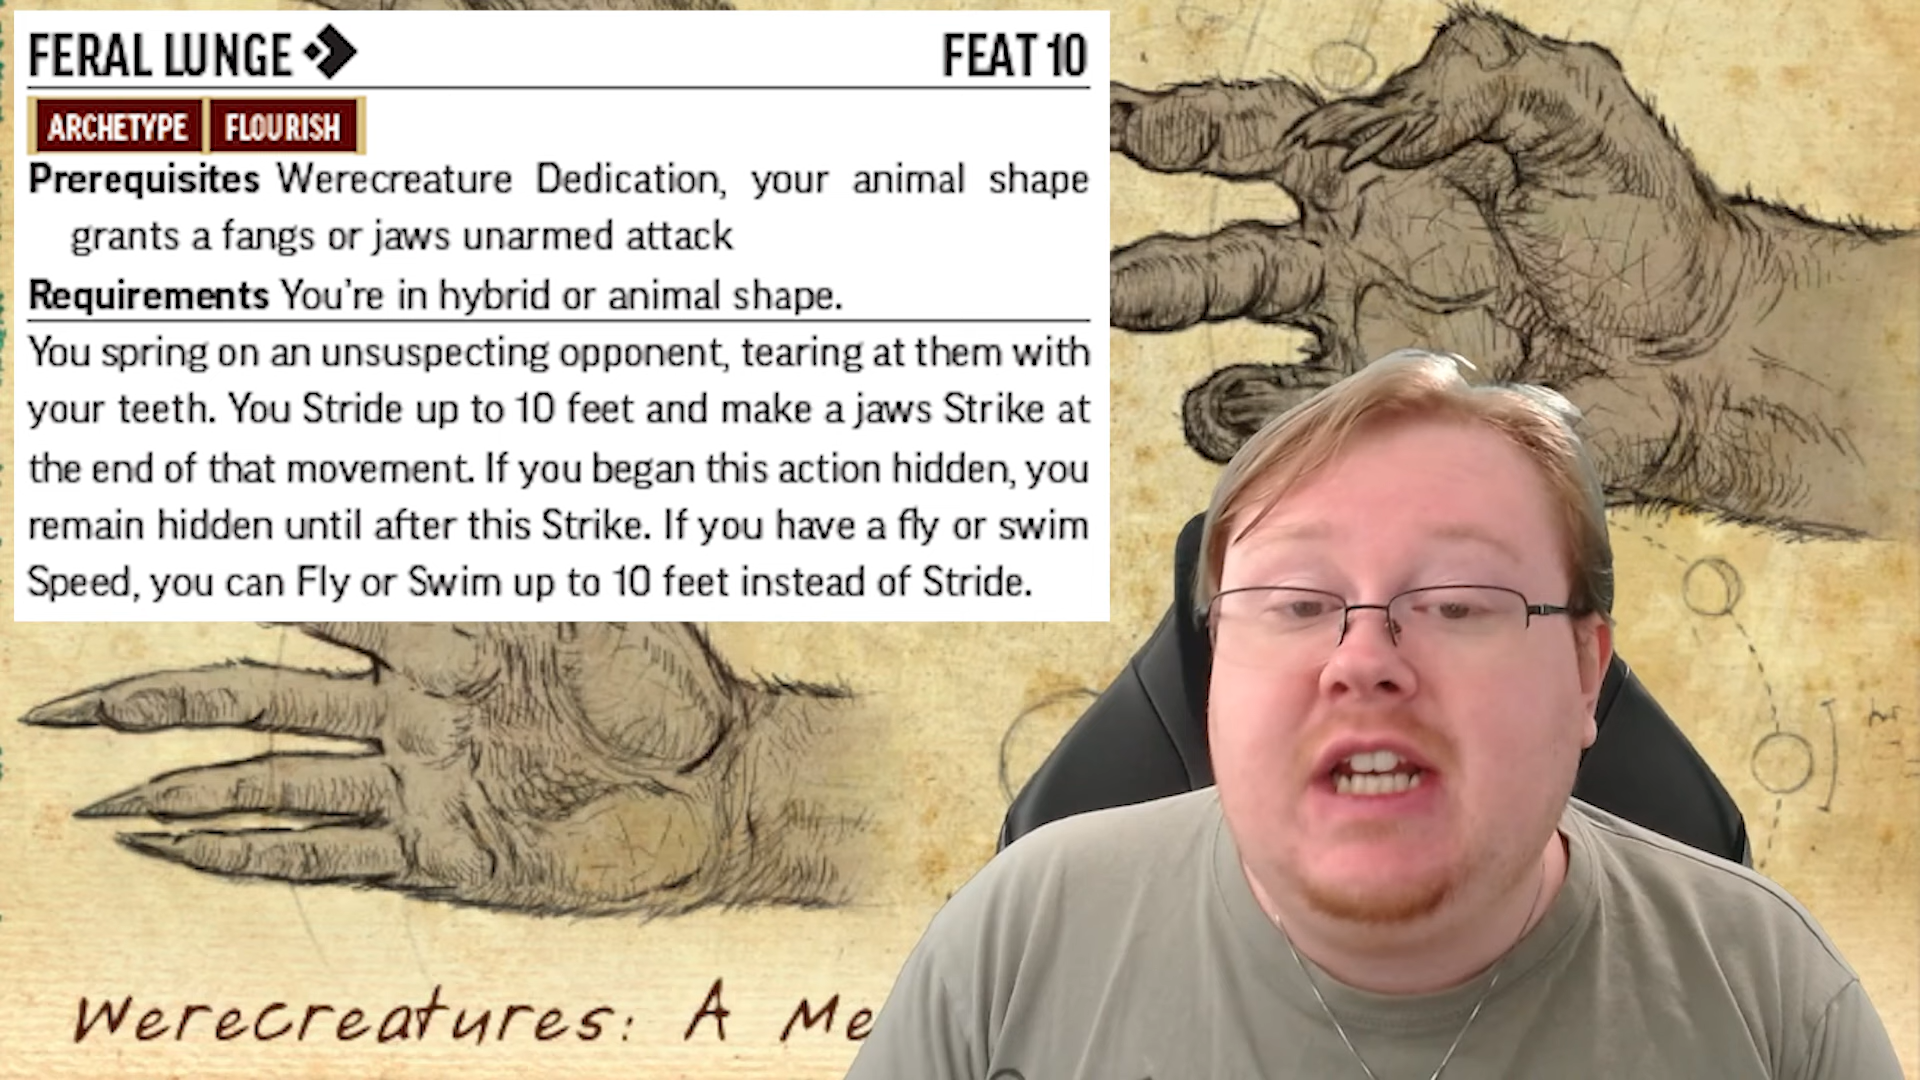 FERAL LUNGE
FEAT 10
ARCHETYPE FLOURISH
Prerequisites Werecreature Dedication, your animal shape
grants a fangs or jaws unarmed attack
Requirements You're in hybrid or animal shape.
You spring on an unsuspecting opponent, tearing at them with
your teeth. You Stride up to 10 feet and make a jaws Strike at
the end of that movement. If you began this action hidden, you
remain hidden until after this Strike. If you have a fly or swim
Speed, you can Fly or Swim up to 10 feet instead of Stride.
Werecreatures: A Me